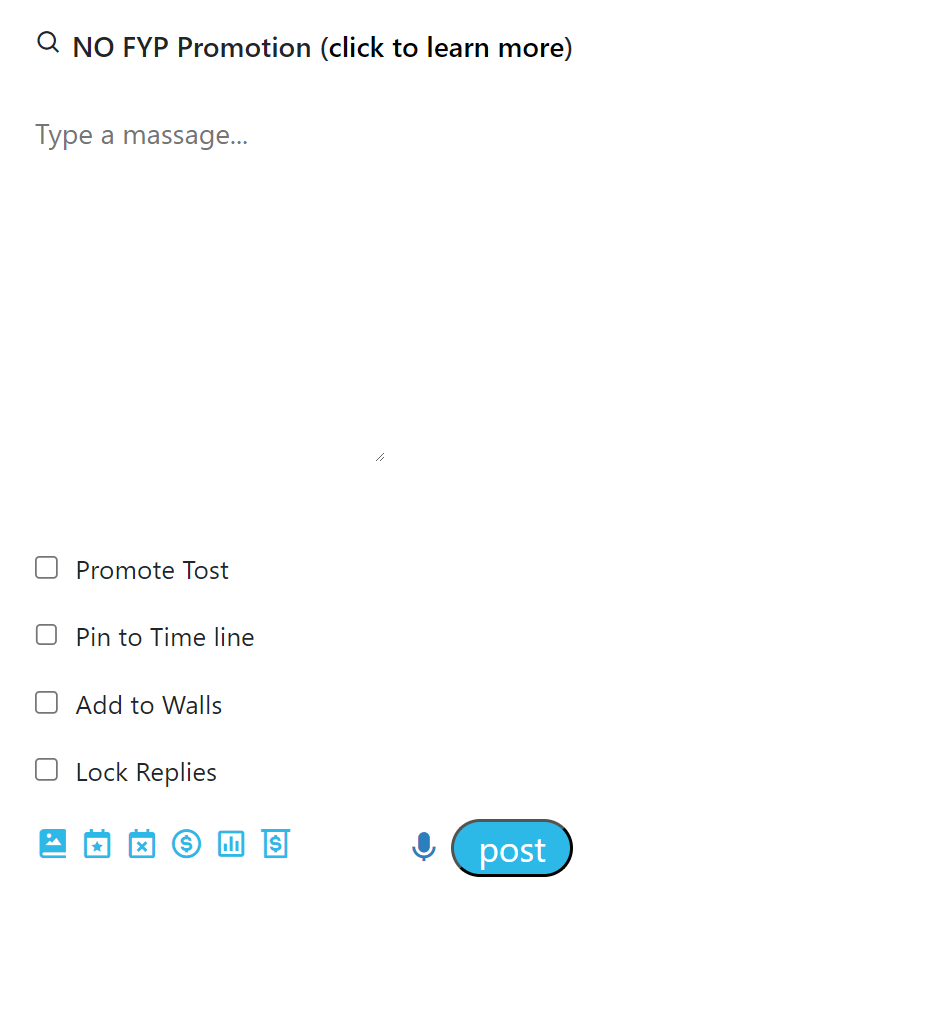 NO FYP Promotion (click to learn more)
Type a massage...
Promote Tost
Pin to Time line
Add to Walls
Lock Replies
post